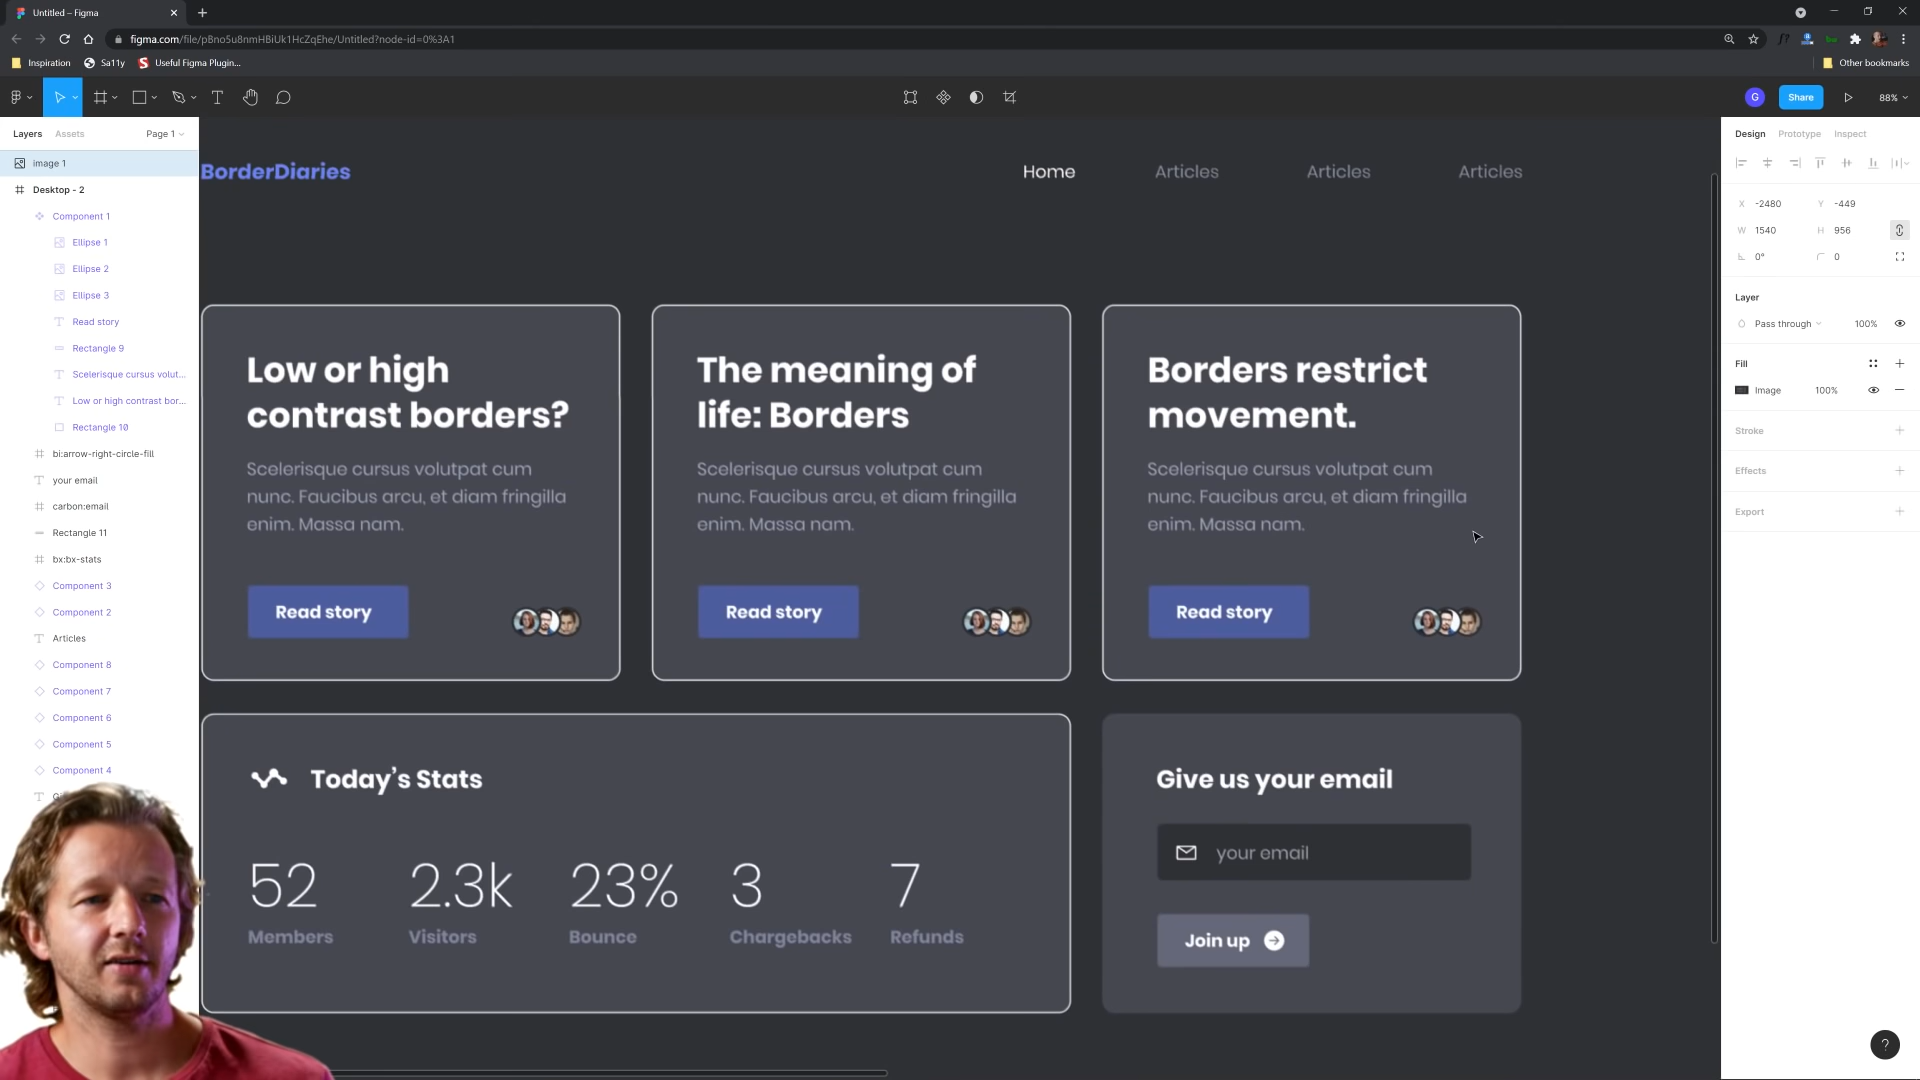 Untitled – Figma
figma.com/file/pBno5u8nmHBiUk1HcZqEhe/Untitled?node-id=0%3A1
Inspiration
Sa11y
Useful Figma Plugin...
Other bookmarks
G
Share
88%
Layers
Assets
Page 1
image 1
Desktop - 2
Component 1
Ellipse 1
Ellipse 2
Ellipse 3
Read story
Rectangle 9
Scelerisque cursus volut...
Low or high contrast bor...
Rectangle 10
bi:arrow-right-circle-fill
your email
carbon:email
Rectangle 11
bx:bx-stats
Component 3
Component 2
Articles
Component 8
Component 7
Component 6
Component 5
Component 4
BorderDiaries
Home
Articles
Articles
Articles
Low or high
contrast borders?
Scelerisque cursus volutpat cum
nunc. Faucibus arcu, et diam fringilla
enim. Massa nam.
Read story
The meaning of
life: Borders
Scelerisque cursus volutpat cum
nunc. Faucibus arcu, et diam fringilla
enim. Massa nam.
Read story
Borders restrict
movement.
Scelerisque cursus volutpat cum
nunc. Faucibus arcu, et diam fringilla
enim. Massa nam.
Read story
Today's Stats
52
Members
2.3k
Visitors
23%
Bounce
3
Chargebacks
7
Refunds
Give us your email
your email
Join up
Design
Prototype
Inspect
X -2480
Y -449
W 1540
H 956
0°
0
Layer
Pass through
100%
Fill
Image
100%
Stroke
Effects
Export
?